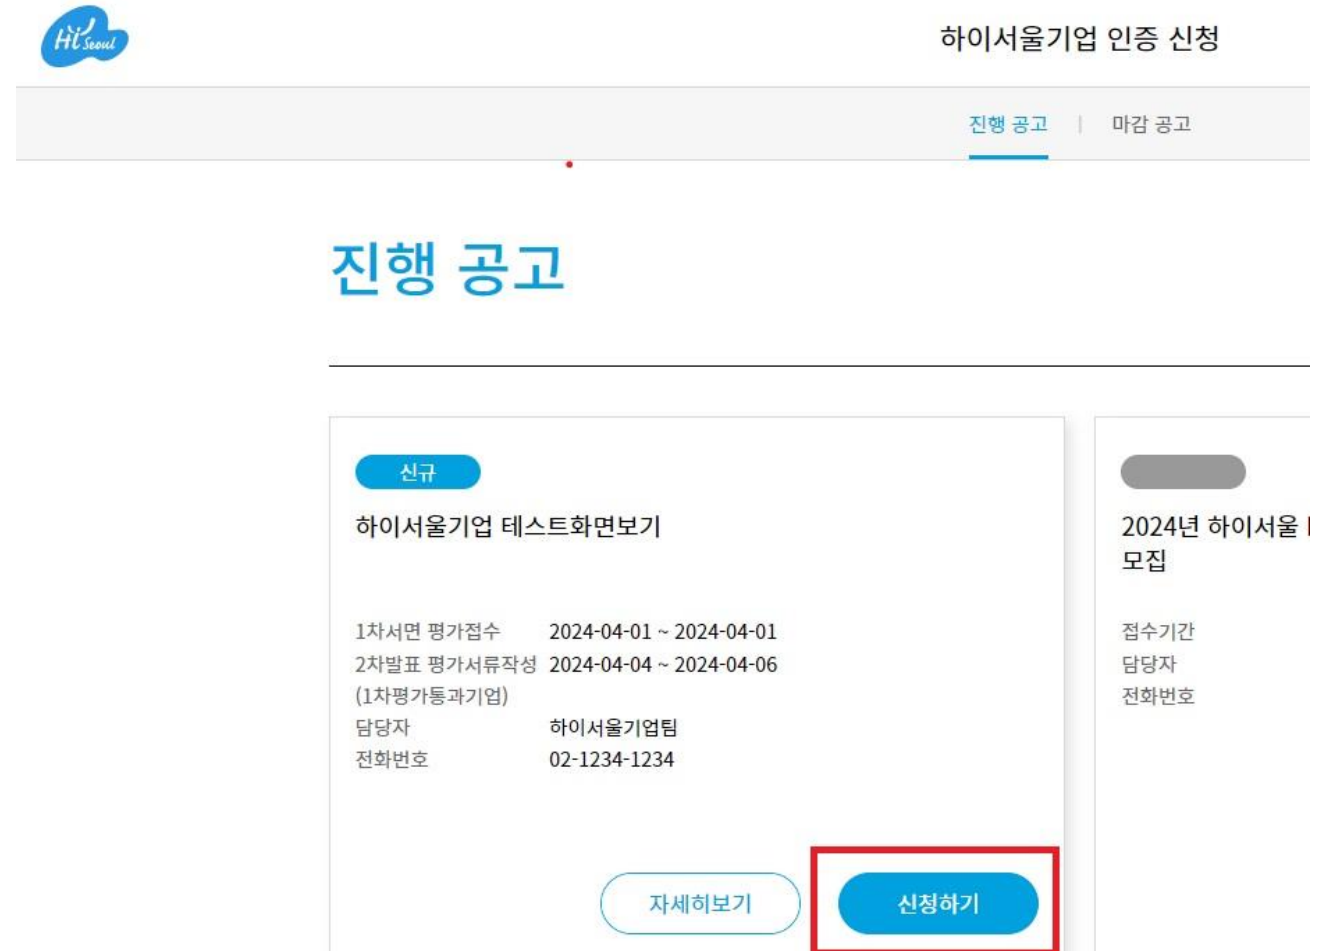 Hi Seoul
하이서울기업 인증 신청
진행 공고 | 마감 공고
진행 공고
신규
하이서울기업 테스트화면보기
1차서면 평가접수 2024-04-01 ~ 2024-04-01
2차발표 평가서류작성 2024-04-04 ~ 2024-04-06
(1차평가통과기업)
담당자 하이서울기업팀
전화번호 02-1234-1234
자세히보기 신청하기
2024년 하이서울
모집
접수기간
담당자
전화번호